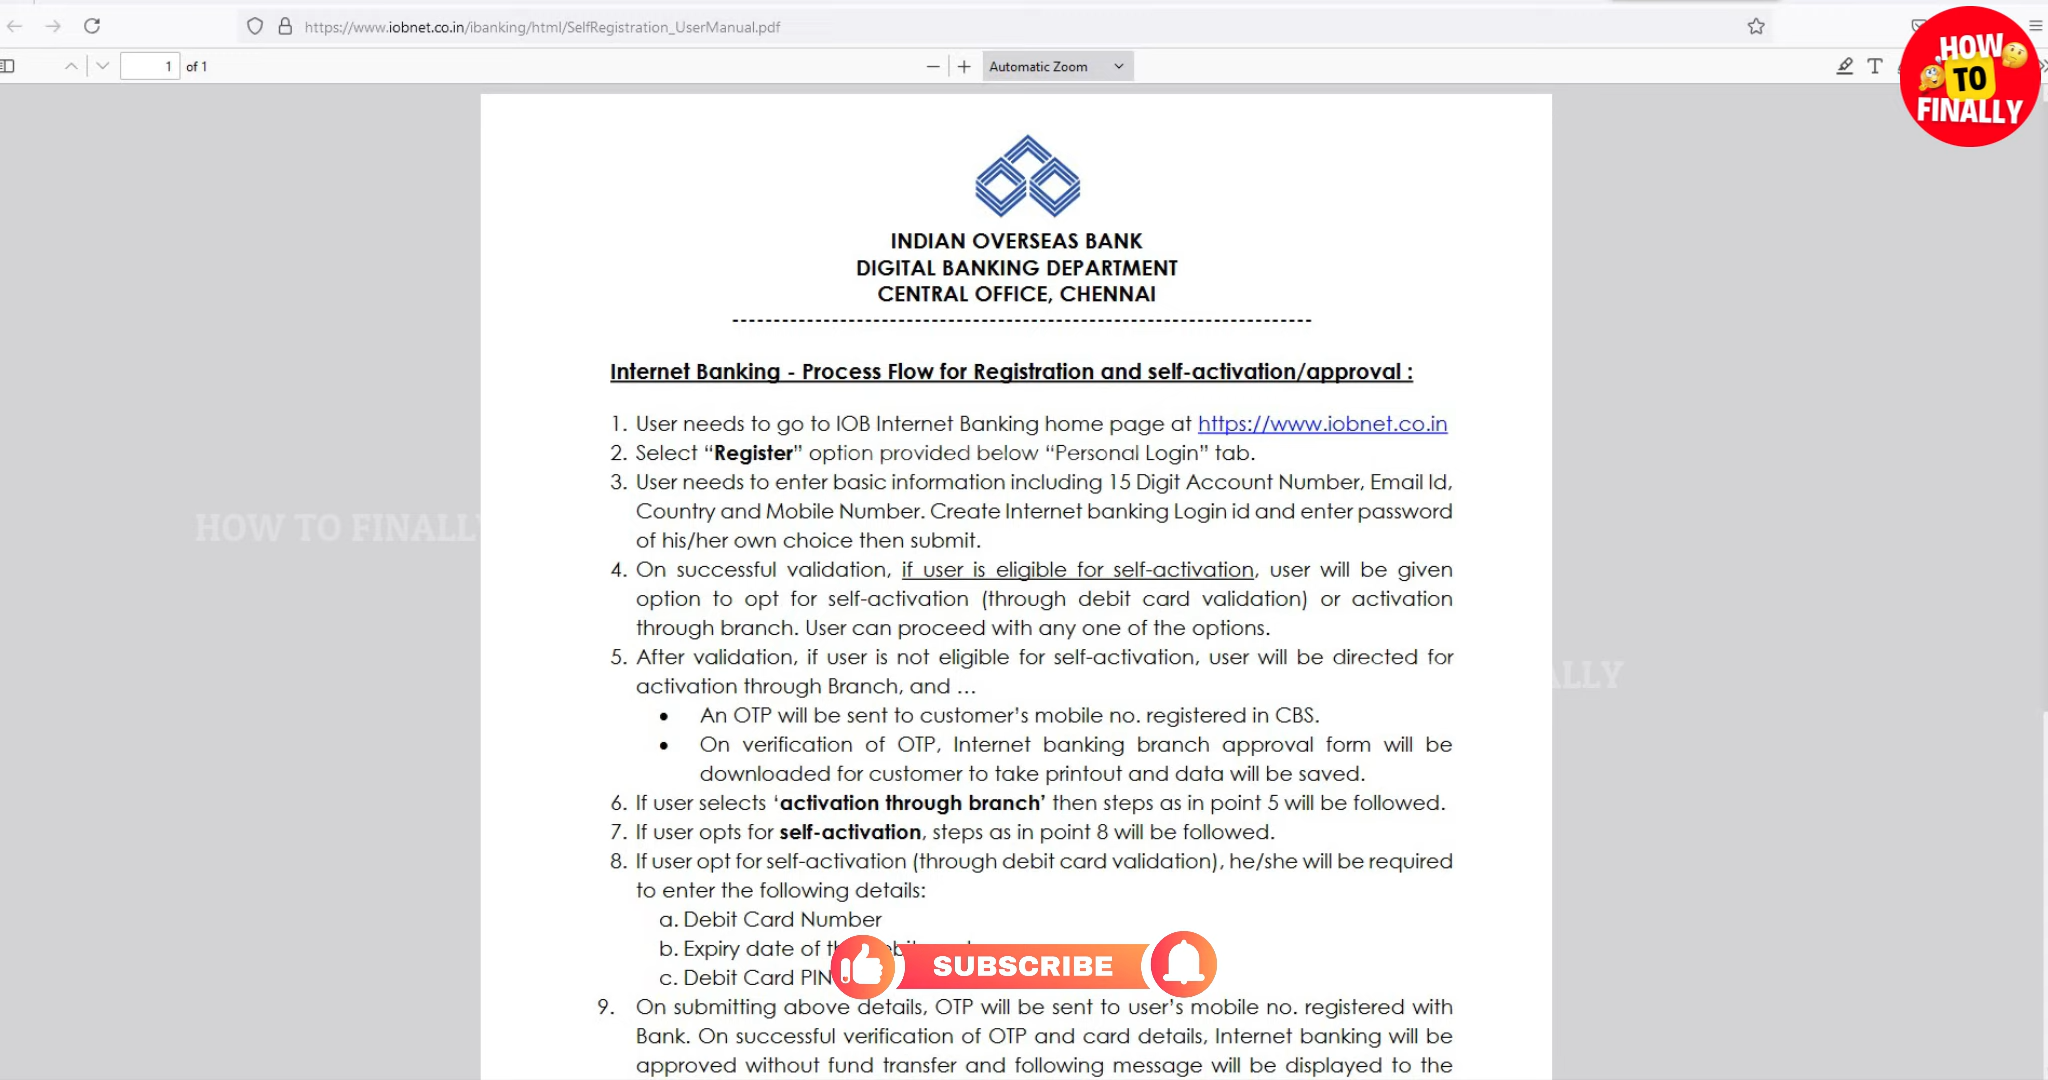 https://www.iobnet.co.in/ibanking/html/SelfRegistration_UserManual.pdf
1 of 1
Automatic Zoom
HOW
TO
FINALLY
INDIAN OVERSEAS BANK
DIGITAL BANKING DEPARTMENT
CENTRAL OFFICE, CHENNAI
Internet Banking - Process Flow for Registration and self-activation/approval :
1. User needs to go to IOB Internet Banking home page at https://www.iobnet.co.in
2. Select “Register” option provided below “Personal Login” tab.
3. User needs to enter basic information including 15 Digit Account Number, Email Id,
Country and Mobile Number. Create Internet banking Login id and enter password
of his/her own choice then submit.
HOW TO FINALLY
4. On successful validation, if user is eligible for self-activation, user will be given
option to opt for self-activation (through debit card validation) or activation
through branch. User can proceed with any one of the options.
5. After validation, if user is not eligible for self-activation, user will be directed for
activation through Branch, and …
• An OTP will be sent to customer’s mobile no. registered in CBS.
• On verification of OTP, Internet banking branch approval form will be
downloaded for customer to take printout and data will be saved.
6. If user selects ‘activation through branch’ then steps as in point 5 will be followed.
7. If user opts for self-activation, steps as in point 8 will be followed.
8. If user opt for self-activation (through debit card validation), he/she will be required
to enter the following details:
a. Debit Card Number
b. Expiry date of
c. Debit Card PIN
SUBSCRIBE
9. On submitting above details, OTP will be sent to user’s mobile no. registered with
Bank. On successful verification of OTP and card details, Internet banking will be
approved without fund transfer and following message will be displayed to the